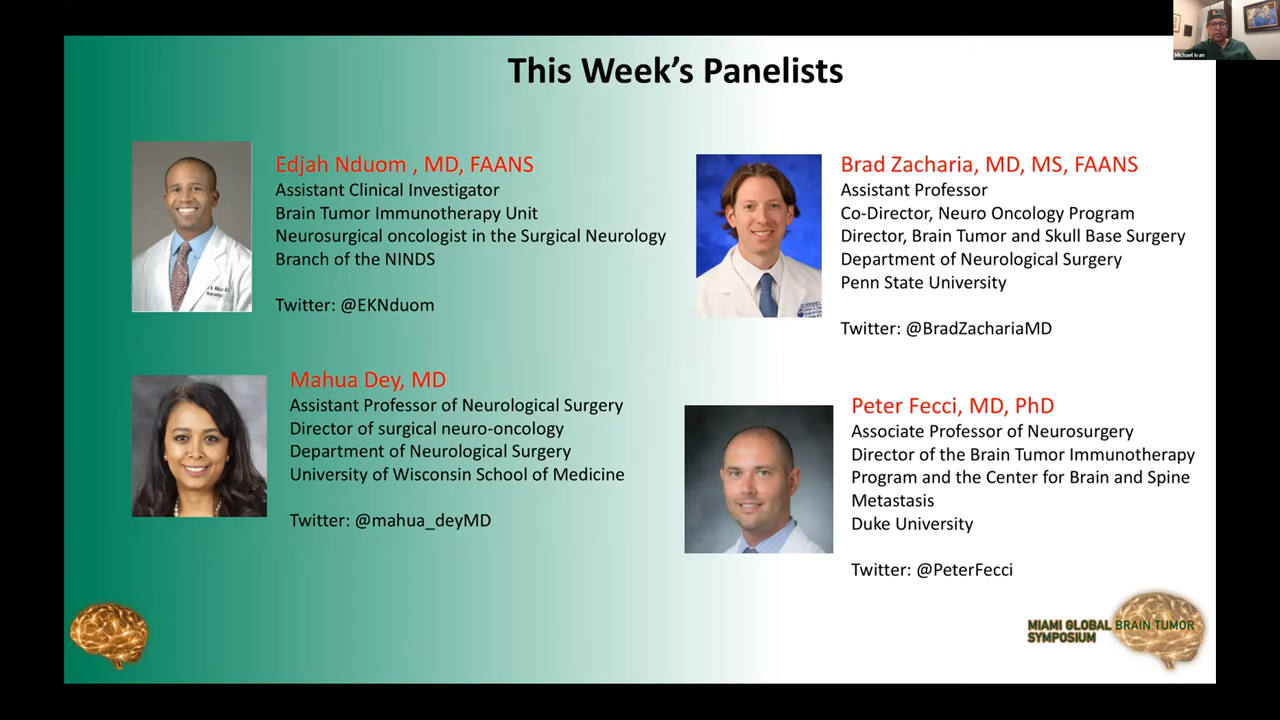 This Week's Panelists
Edjah Nduom , MD, FAANS
Assistant Clinical Investigator
Brain Tumor Immunotherapy Unit
Neurosurgical oncologist in the Surgical Neurology
Branch of the NINDS
Twitter: @EKNduom
Brad Zacharia, MD, MS, FAANS
Assistant Professor
Co-Director, Neuro Oncology Program
Director, Brain Tumor and Skull Base Surgery
Department of Neurological Surgery
Penn State University
Twitter: @BradZachariaMD
Mahua Dey, MD
Assistant Professor of Neurological Surgery
Director of surgical neuro-oncology
Department of Neurological Surgery
University of Wisconsin School of Medicine
Twitter: @mahua_deyMD
Peter Fecci, MD, PhD
Associate Professor of Neurosurgery
Director of the Brain Tumor Immunotherapy
Program and the Center for Brain and Spine
Metastasis
Duke University
Twitter: @PeterFecci
MIAMI GLOBAL BRAIN TUMOR
SYMPOSIUM
Michael Ivan